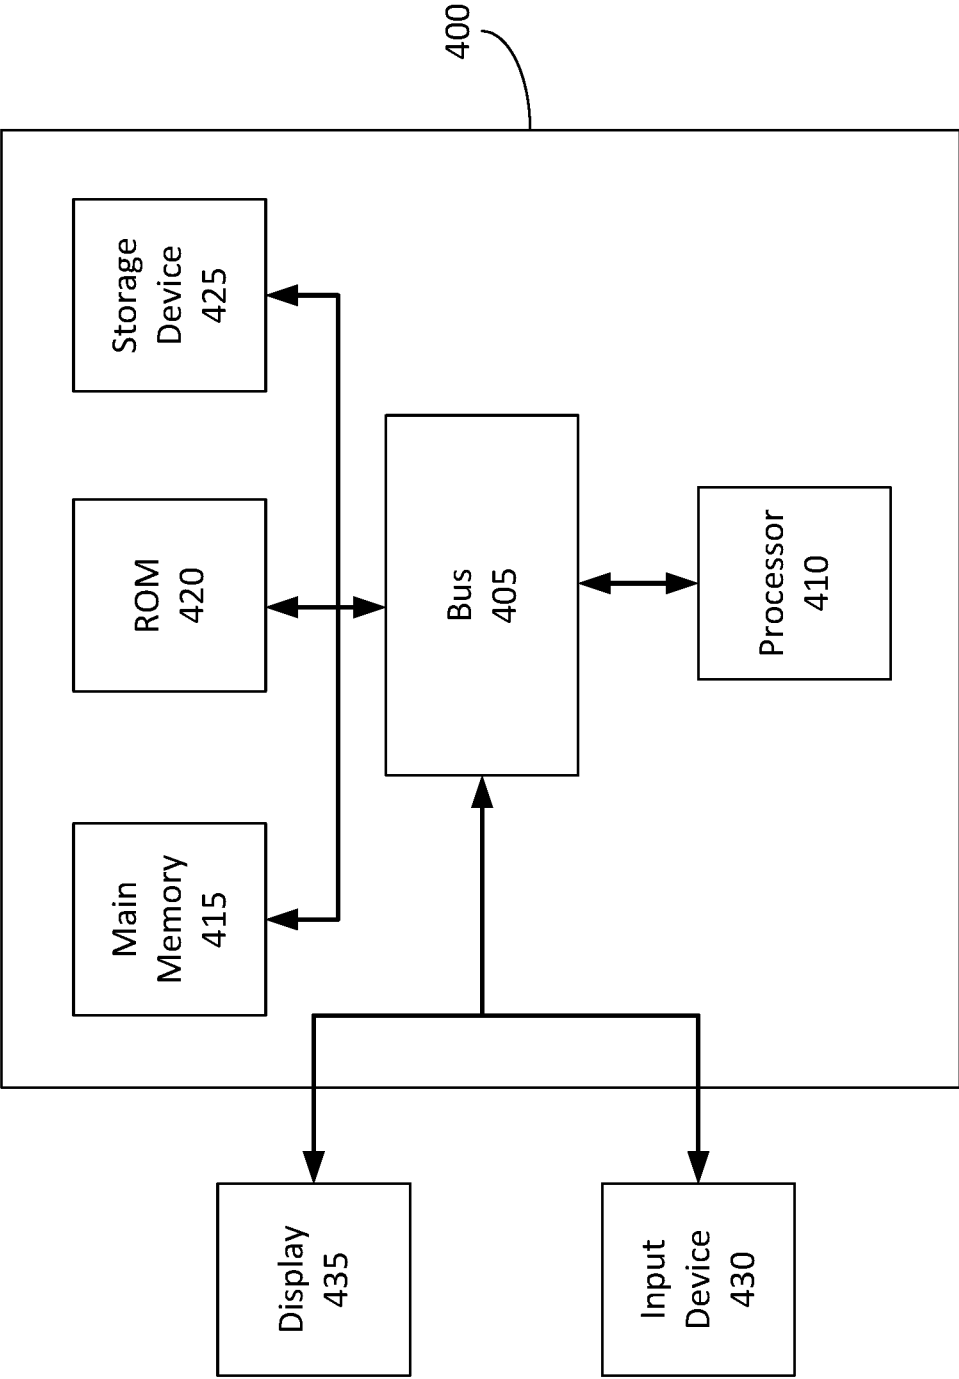 400
Main
Memory
415
ROM
420
Storage
Device
425
Display
435
Bus
405
Input
Device
430
Processor
410